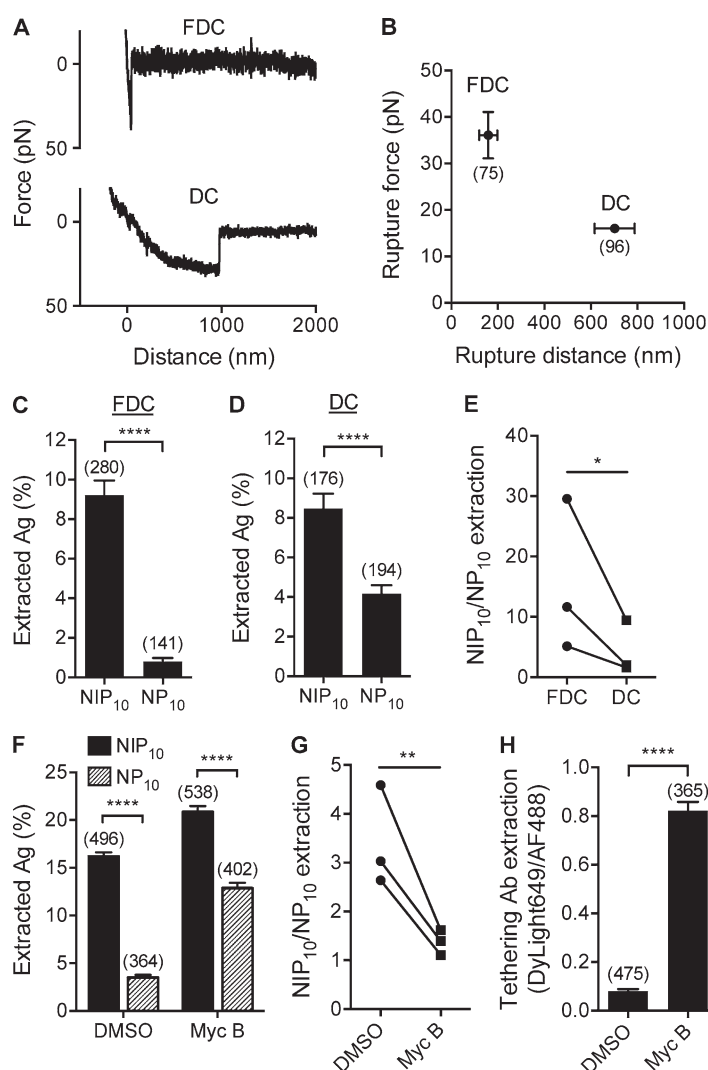 A
FDC
0
50
DC
0
50
Force (pN)
0 1000 2000
Distance (nm)
B
50
40
30
20
10
0
FDC
(75)
DC
(96)
Rupture force (pN)
0 200 400 600 800 1000
Rupture distance (nm)
C
FDC
****
12
10
8
6
4
2
0
(280)
(141)
Extracted Ag (%)
NIP10 NP10
D
DC
****
12
10
8
6
4
2
0
(176)
(194)
Extracted Ag (%)
NIP10 NP10
E
40
30
20
10
0
*
NIP10/NP10 extraction
FDC DC
F
NIP10
NP10
25
20
15
10
5
0
****
****
(496)
(364)
(538)
(402)
Extracted Ag (%)
DMSO Myc B
G
5
4
3
2
1
0
**
NIP10/NP10 extraction
DMSO Myc B
H
****
1.0
0.8
0.6
0.4
0.2
0.0
(475)
(365)
Tethering Ab extraction
(DyLight649/AF488)
DMSO Myc B